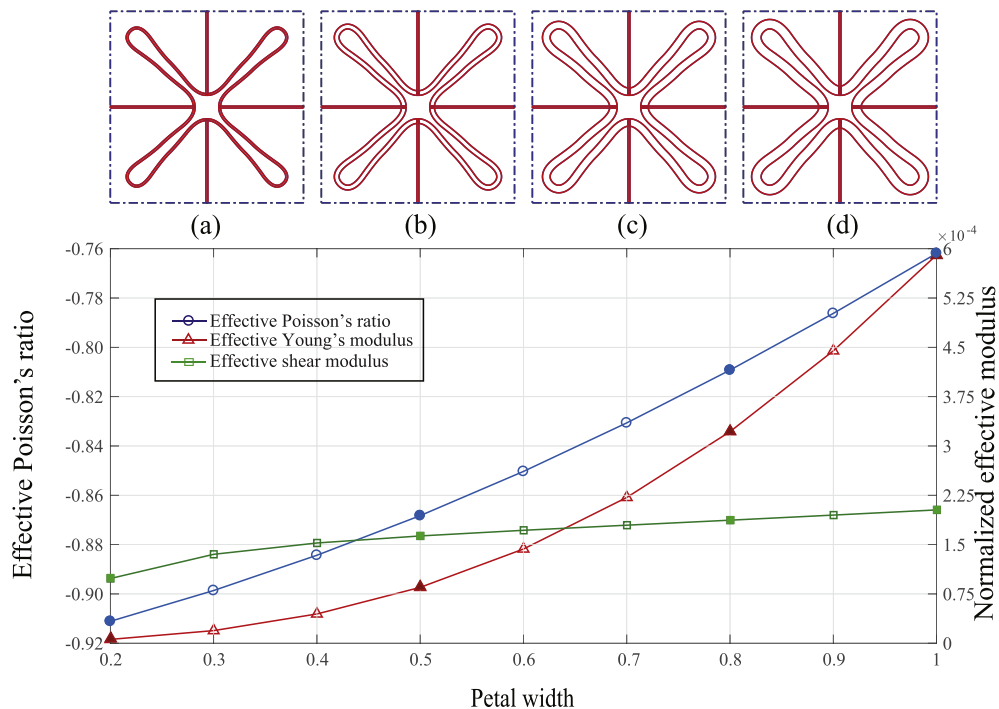 (a) (b) (c) (d)
×10⁻⁴
Effective Poisson's ratio
-0.76
-0.78
-0.80
-0.82
-0.84
-0.86
-0.88
-0.90
-0.92
Effective Poisson's ratio
Effective Young's modulus
Effective shear modulus
6
5.25
4.5
3.75
3
2.25
1.5
0.75
0
Normalized effective modulus
0.2 0.3 0.4 0.5 0.6 0.7 0.8 0.9 1
Petal width